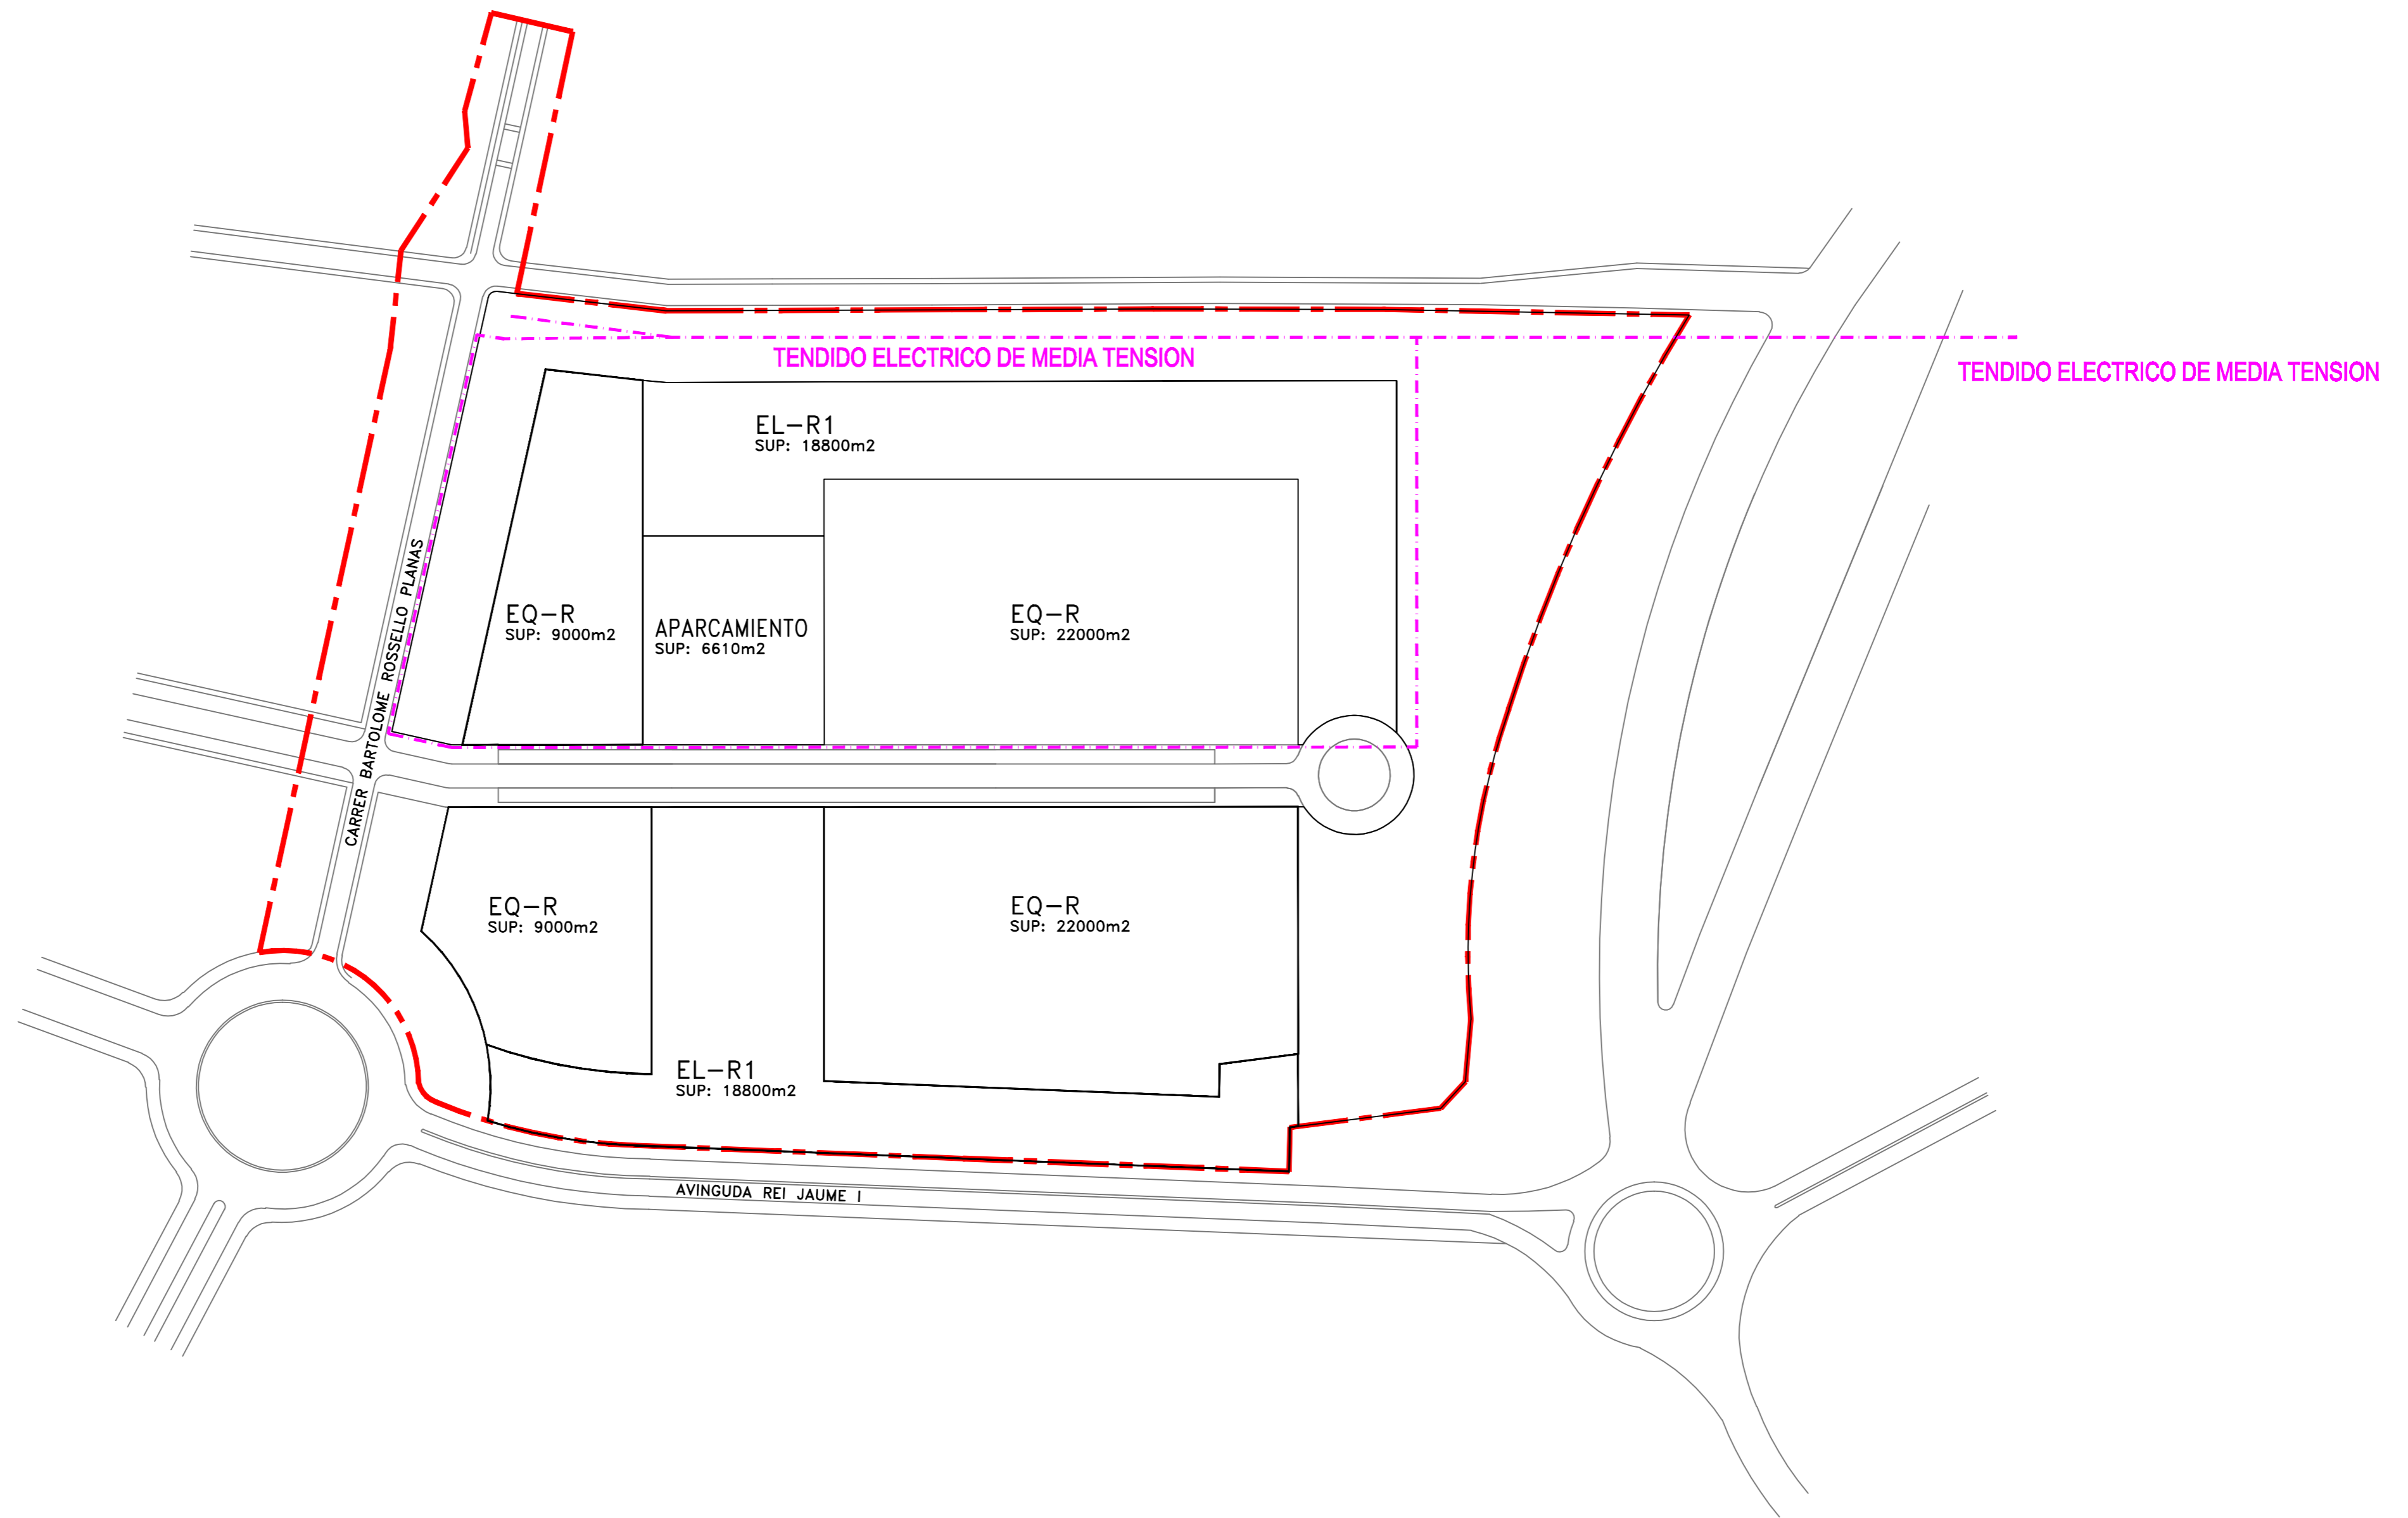 TENDIDO ELECTRICO DE MEDIA TENSION
TENDIDO ELECTRICO DE MEDIA TENSION
EL-R1
SUP: 18800m2
CARRER BARTOLOME ROSSELLO PLANAS
EQ-R
SUP: 9000m2
APARCAMIENTO
SUP: 6610m2
EQ-R
SUP: 22000m2
EQ-R
SUP: 9000m2
EQ-R
SUP: 22000m2
EL-R1
SUP: 18800m2
AVINGUDA REI JAUME I